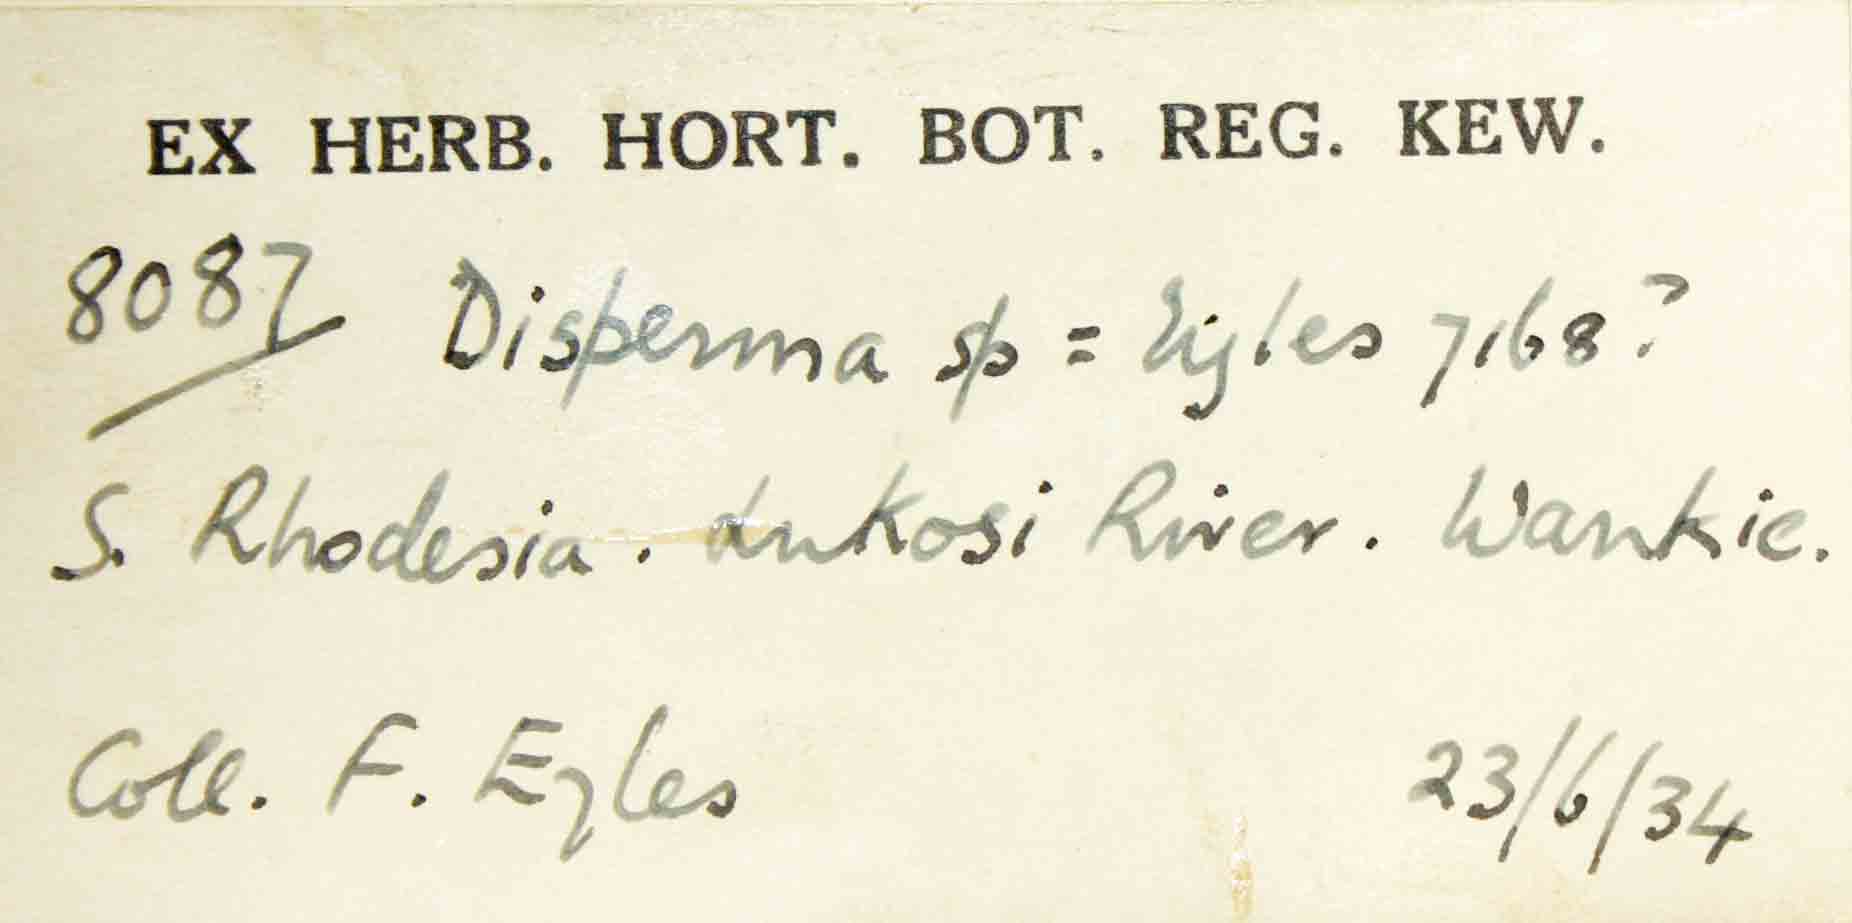 EX HERB. HORT. BOT. REG. KEW.
8087 Disperma sp = Eyles 7168?
S. Rhodesia. Lukosi River. Wankie.
Coll. F. Eyles 23/6/34